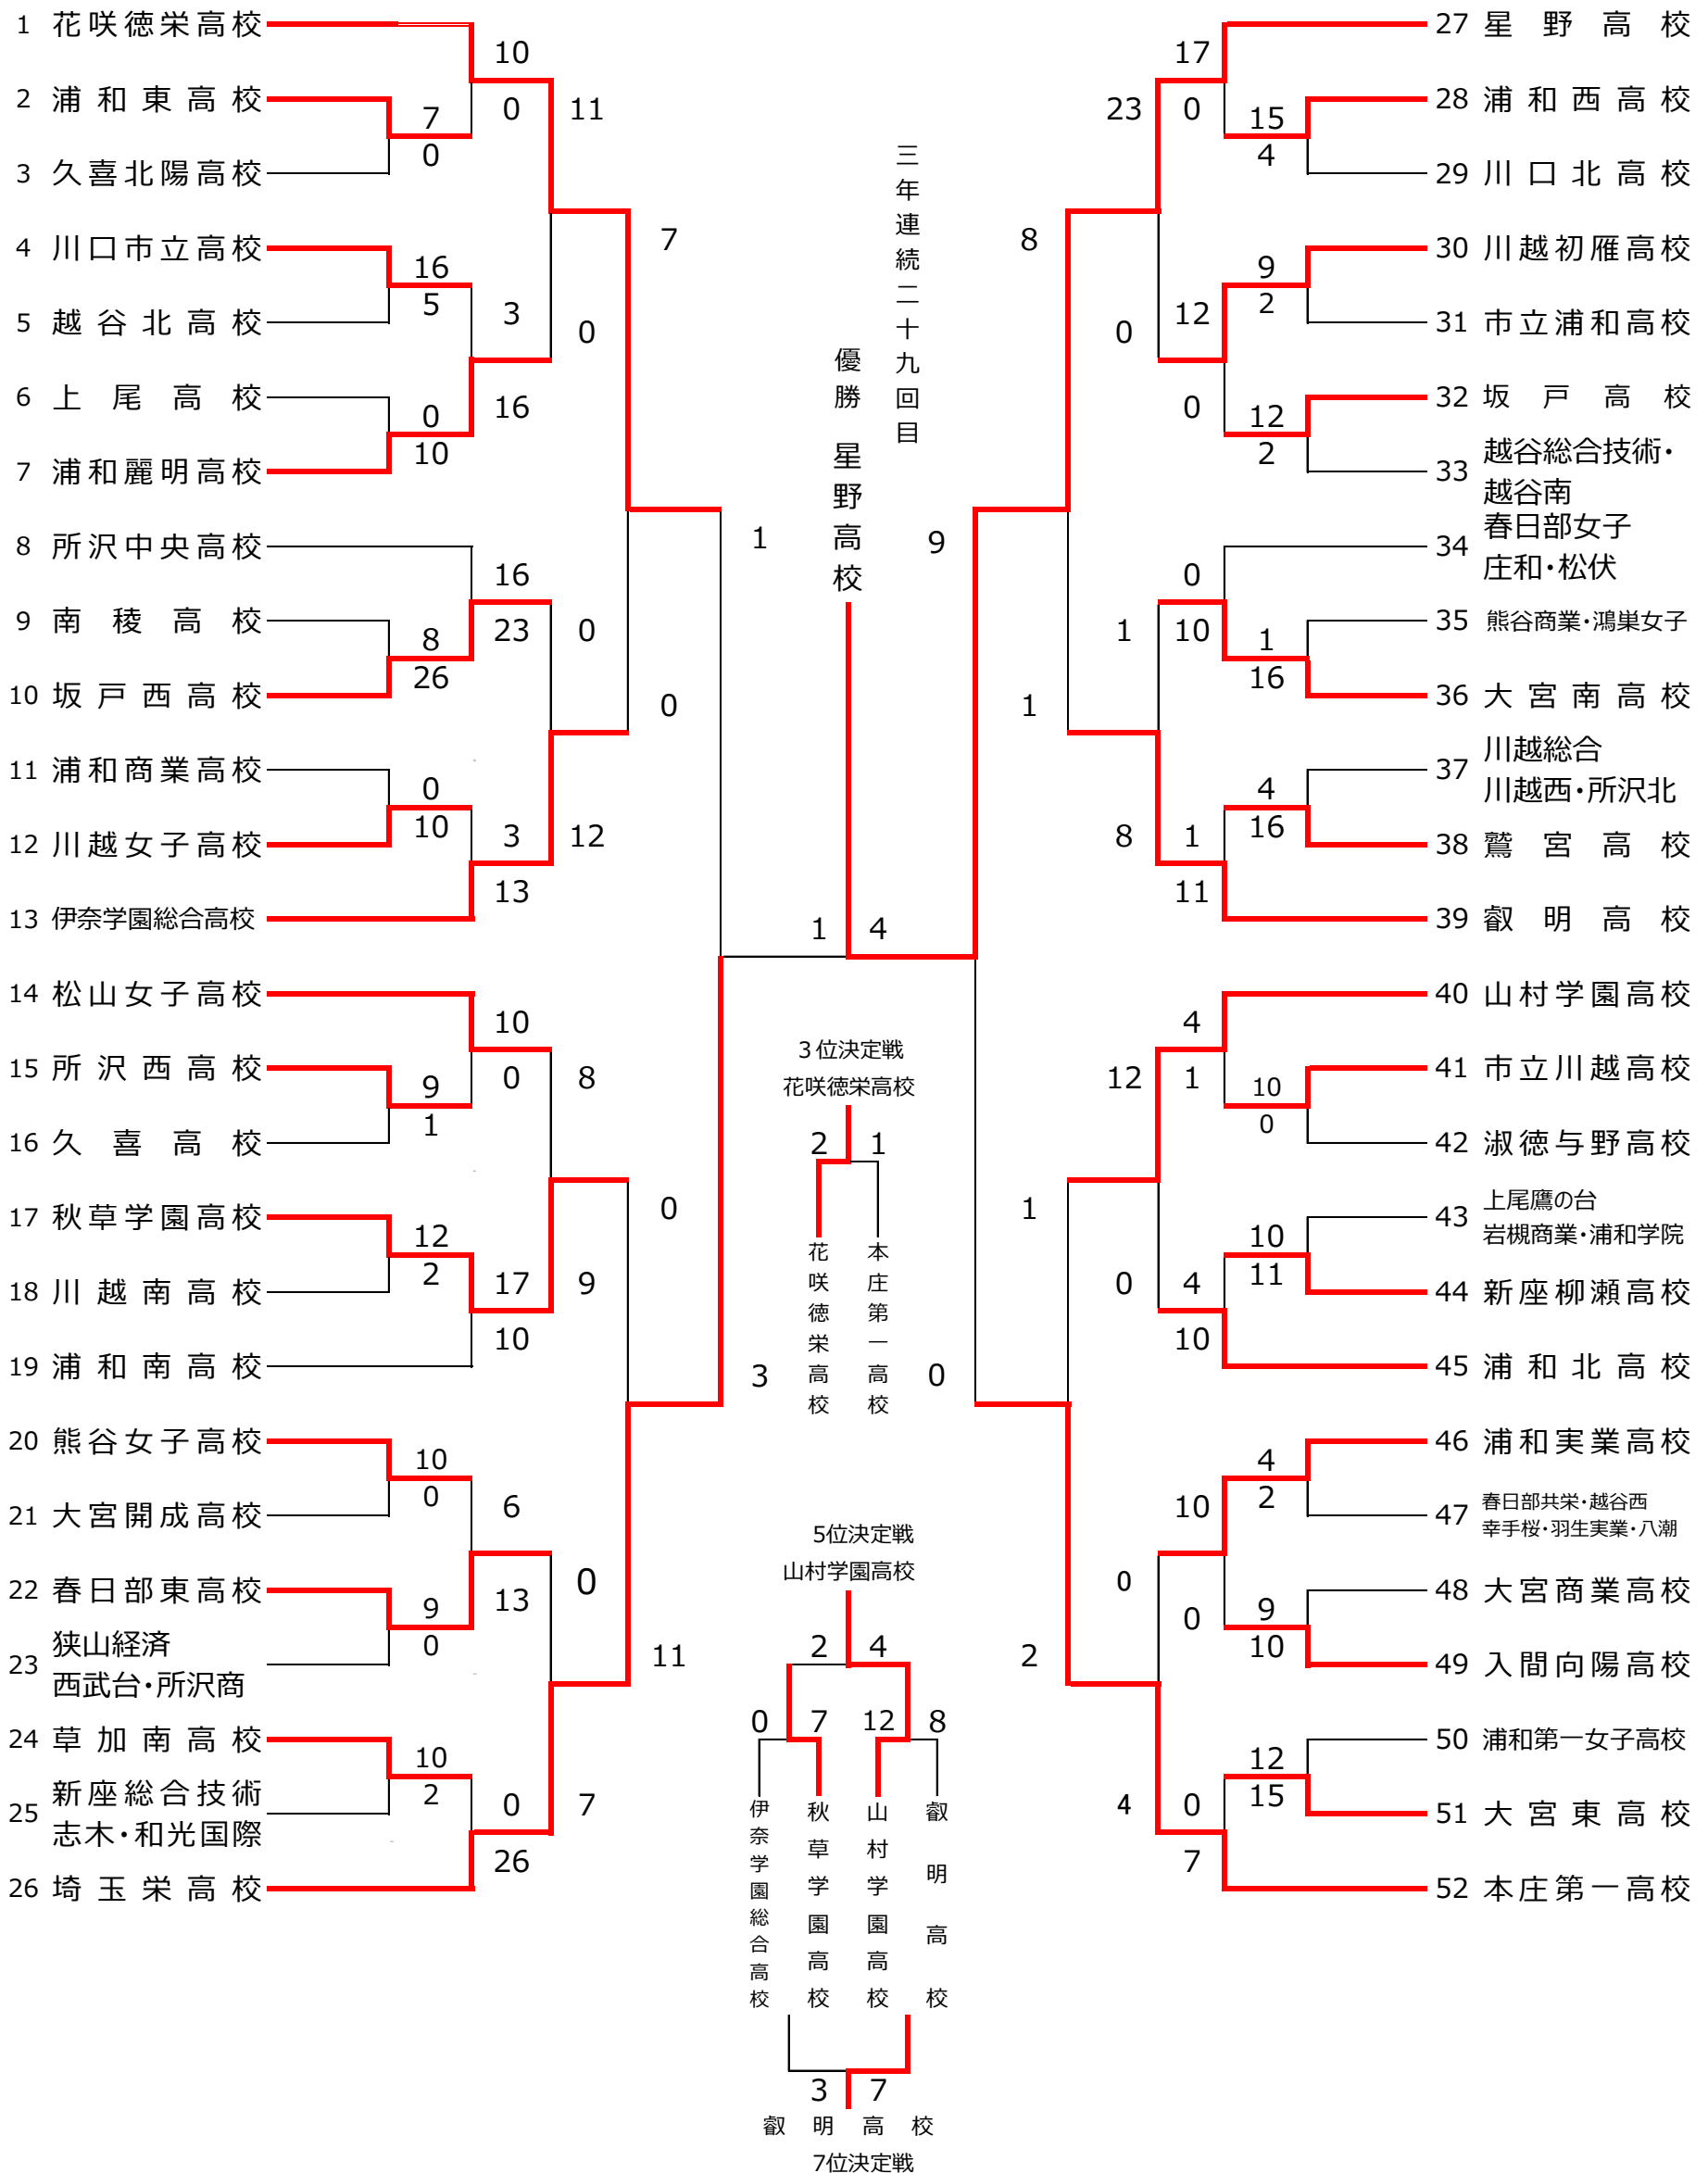 1 花咲徳栄高校
2 浦和東高校
3 久喜北陽高校
4 川口市立高校
5 越谷北高校
6 上尾高校
7 浦和麗明高校
8 所沢中央高校
9 南稜高校
10 坂戸西高校
11 浦和商業高校
12 川越女子高校
13 伊奈学園総合高校
14 松山女子高校
15 所沢西高校
16 久喜高校
17 秋草学園高校
18 川越南高校
19 浦和南高校
20 熊谷女子高校
21 大宮開成高校
22 春日部東高校
23 狭山経済
西武台・所沢商
24 草加南高校
25 新座総合技術
志木・和光国際
26 埼玉栄高校
7
0
16
5
0
10
8
26
0
10
9
1
12
2
10
0
9
0
10
2
10
0
3
16
16
23
3
13
10
0
17
10
6
13
0
26
11
0
0
12
8
9
0
7
7
0
0
11
1
3
三年連続二十九回目
優勝 星野高校
1 4
3位決定戦
花咲徳栄高校
2 1
花咲徳栄高校
本庄第一高校
5位決定戦
山村学園高校
2 4
0 7 12 8
伊奈学園総合高校
秋草学園高校
山村学園高校
叡明高校
3 7
叡明高校
7位決定戦
9
0
8
1
1
2
23
0
1
8
12
0
0
4
17
0
12
0
0
10
1
11
4
1
4
10
10
0
0
7
15
4
9
2
12
2
1
16
4
16
10
0
10
11
4
2
9
10
12
15
27 星野高校
28 浦和西高校
29 川口北高校
30 川越初雁高校
31 市立浦和高校
32 坂戸高校
33 越谷総合技術・
越谷南
34 春日部女子
庄和・松伏
35 熊谷商業・鴻巣女子
36 大宮南高校
37 川越総合
川越西・所沢北
38 鷲宮高校
39 叡明高校
40 山村学園高校
41 市立川越高校
42 淑徳与野高校
43 上尾鷹の台
岩槻商業・浦和学院
44 新座柳瀬高校
45 浦和北高校
46 浦和実業高校
47 春日部共栄・越谷西
幸手桜・羽生実業・八潮
48 大宮商業高校
49 入間向陽高校
50 浦和第一女子高校
51 大宮東高校
52 本庄第一高校